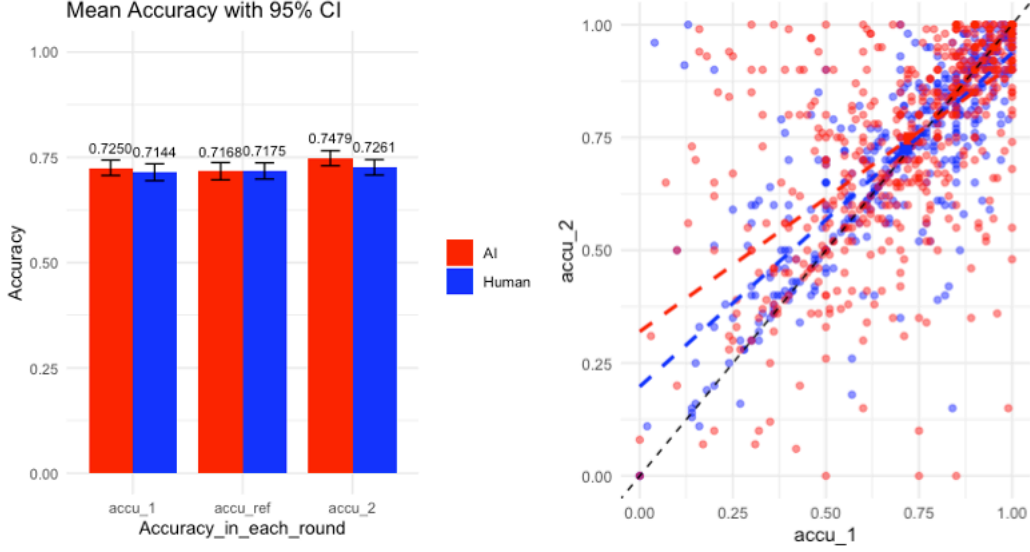 Mean Accuracy with 95% CI
1.00
0.75
0.50
0.25
0.00
Accuracy
0.7250 0.7144 0.7168 0.7175 0.7479 0.7261
accu_1 accu_ref accu_2
Accuracy_in_each_round
AI
Human
1.00
0.75
0.50
0.25
0.00
accu_2
0.00 0.25 0.50 0.75 1.00
accu_1